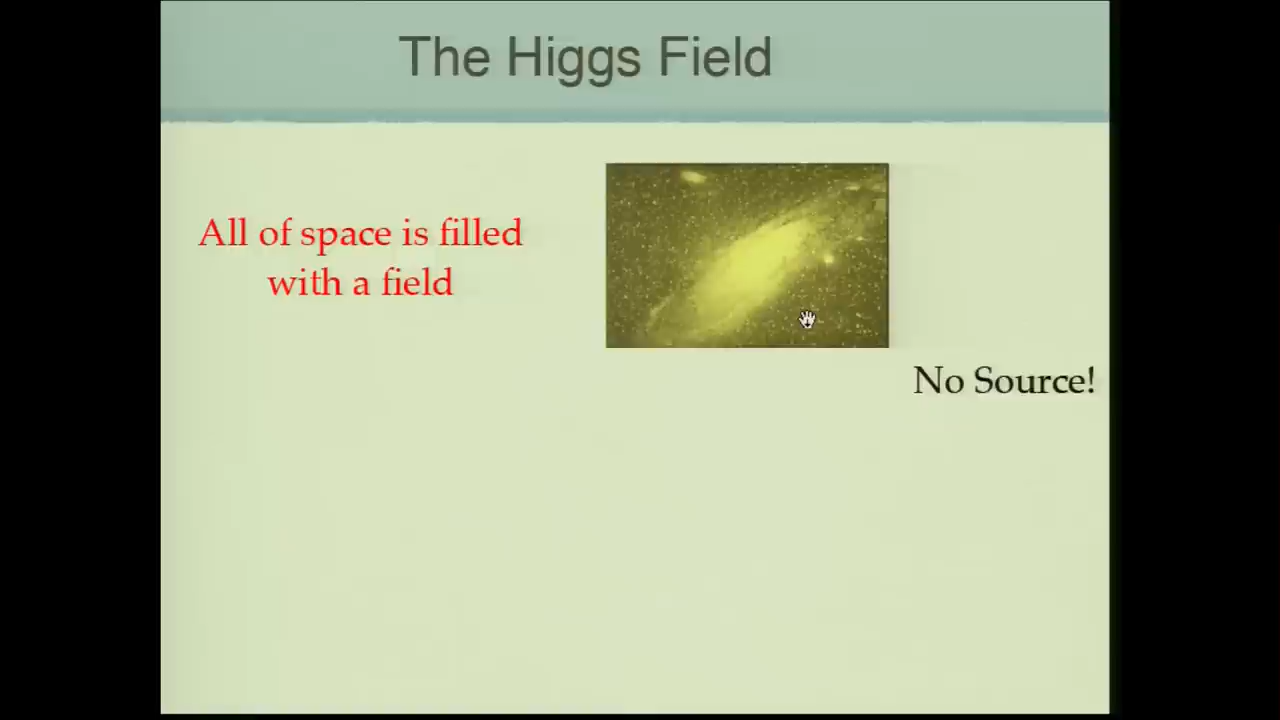 The Higgs Field
All of space is filled
with a field
No Source!